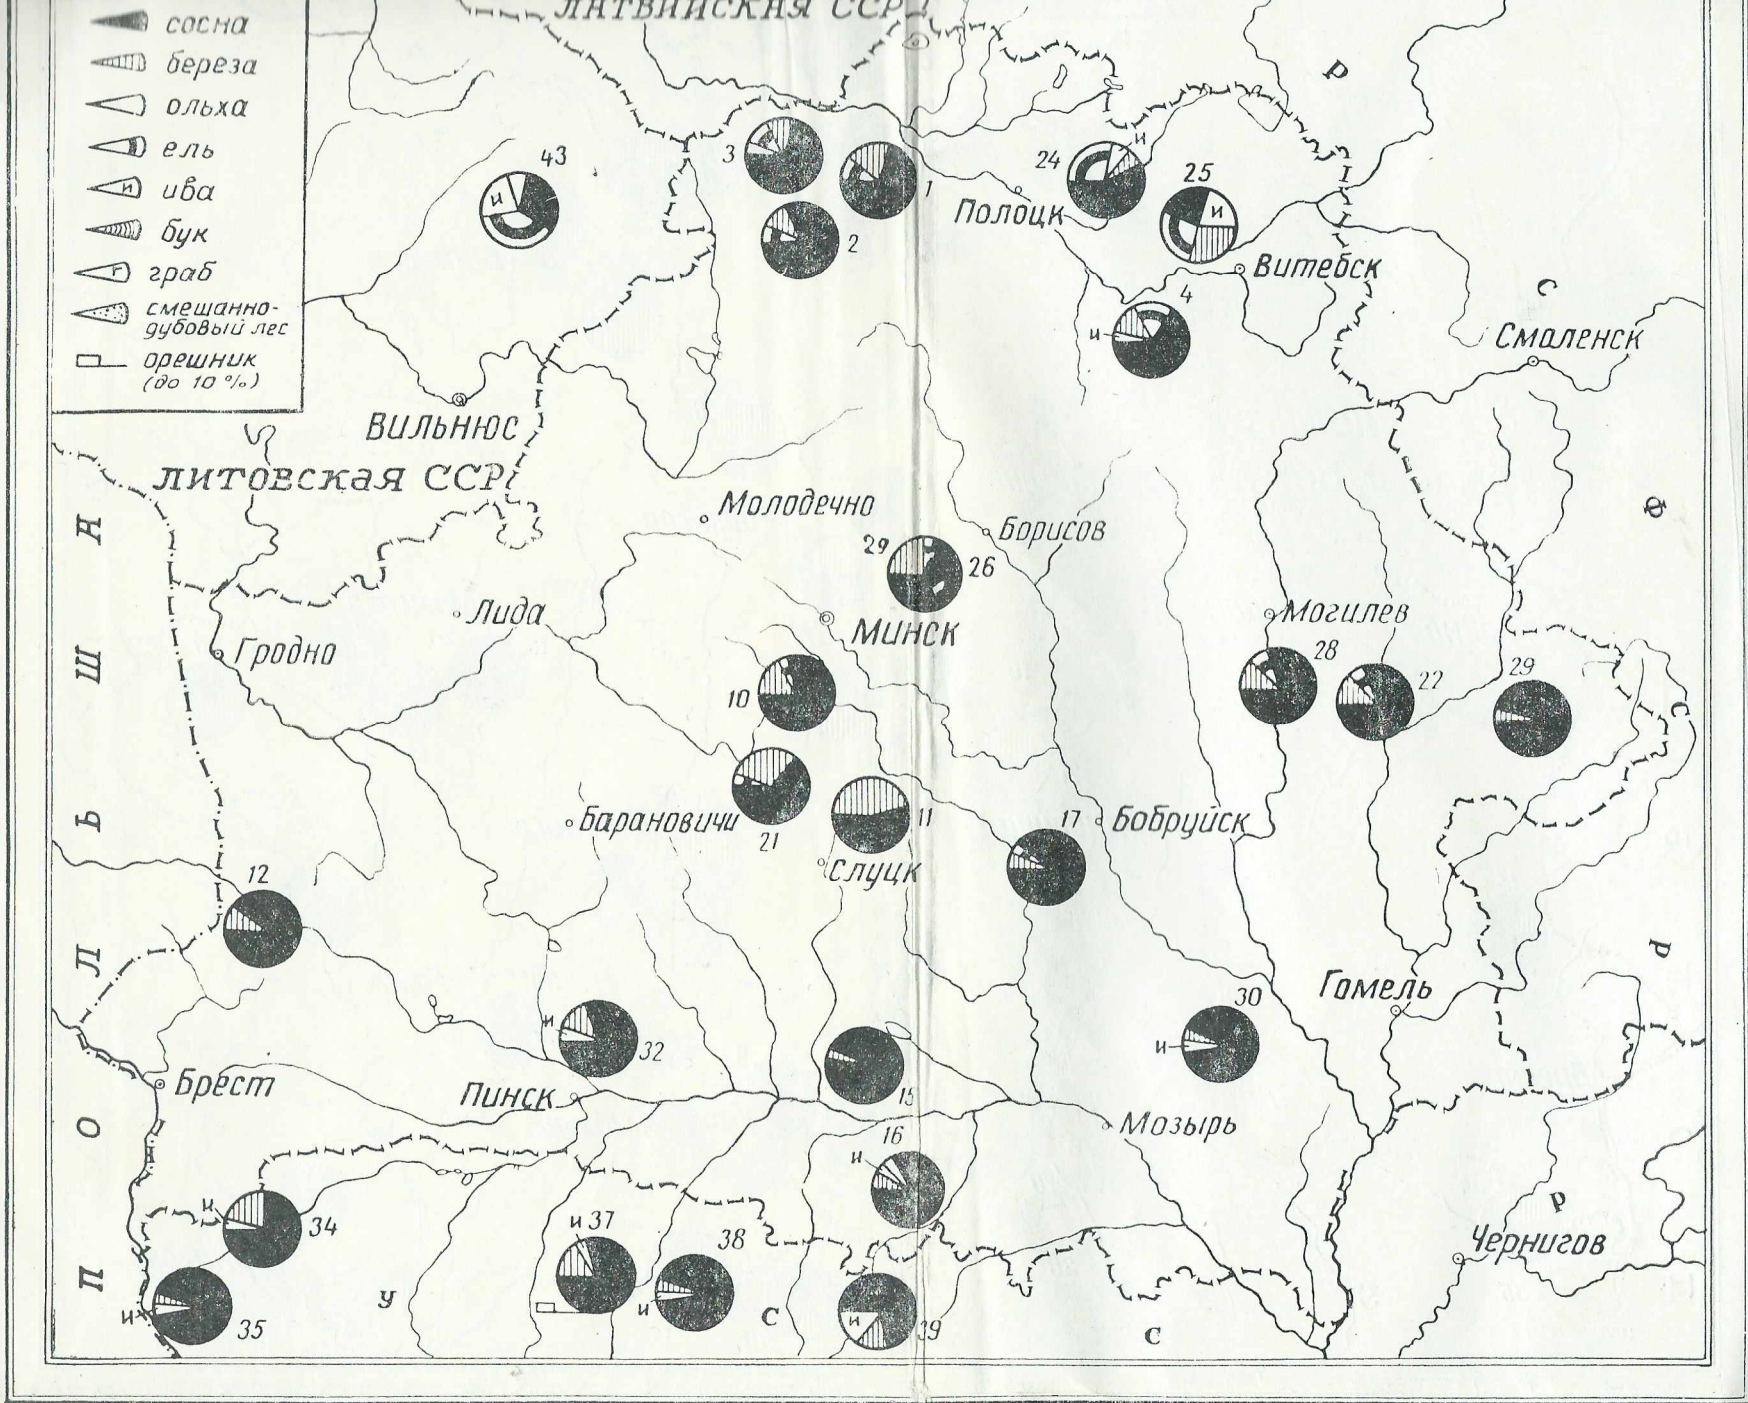 ЛАТВИЙСКАЯ ССР
сосна
береза
ольха
ель
и ива
бук
г граб
смешанно-
дубовый лес
орешник
(до 10 %)
43
3
1
2
24
и
25
и
Полоцк
Витебск
4
и
и
Смаленск
Вильнюс
ЛИТОВСКАЯ ССР
Молодечно
Борисов
29
26
Лида
Минск
Могилев
Гродно
28
22
29
10
Барановичи
21
11
Слуцк
17
Бобруйск
12
Гомель
30
и
и
32
15
Брест
Пинск
Мозырь
16
и
и
34
и 37
38
и
и
35
и
39
Чернигов
П О Л Ь Ш А
Р С Ф С Р
У С С Р